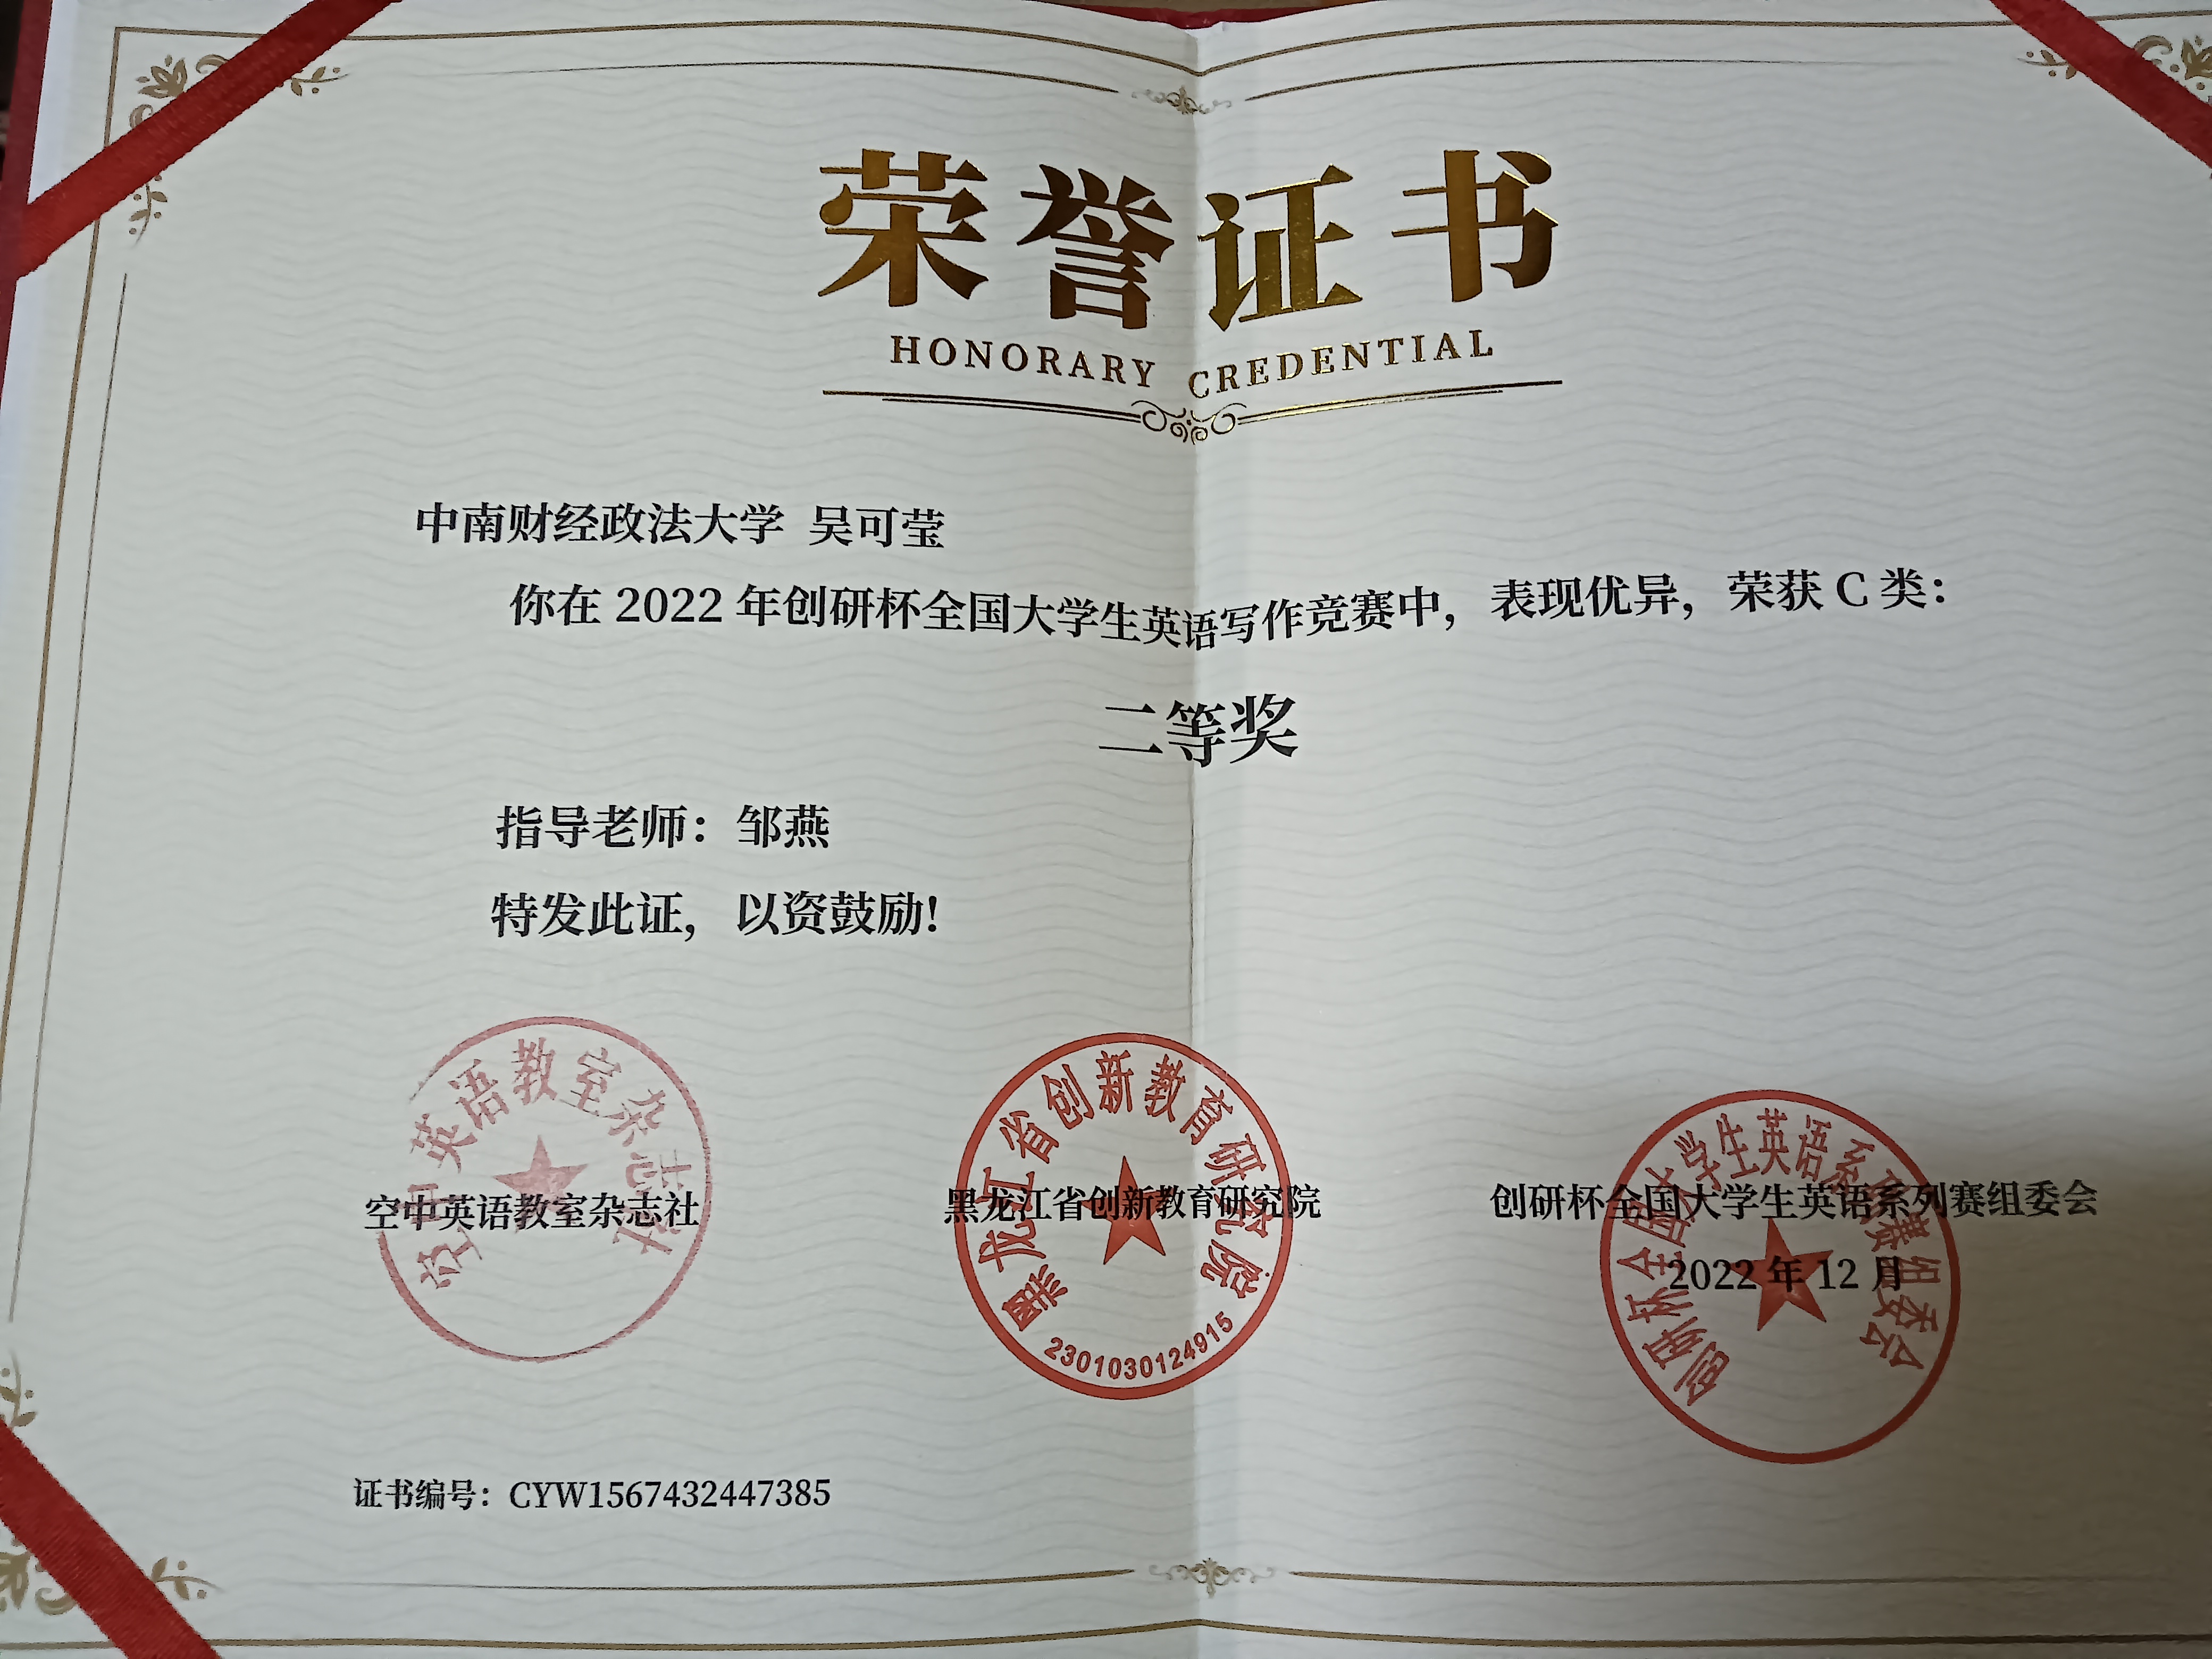 荣誉证书
HONORARY CREDENTIAL
中南财经政法大学 吴可莹
你在 2022 年创研杯全国大学生英语写作竞赛中，表现优异，荣获 C 类：
二等奖
指导老师：邹燕
特发此证，以资鼓励！
空中英语教室杂志社
空中英语教室杂志社
黑龙江省创新教育研究院
黑龙江省创新教育研究院
2301030124915
创研杯全国大学生英语系列赛组委会
创研杯全国大学生英语系列赛组委会
2022 年 12 月
证书编号：CYW1567432447385